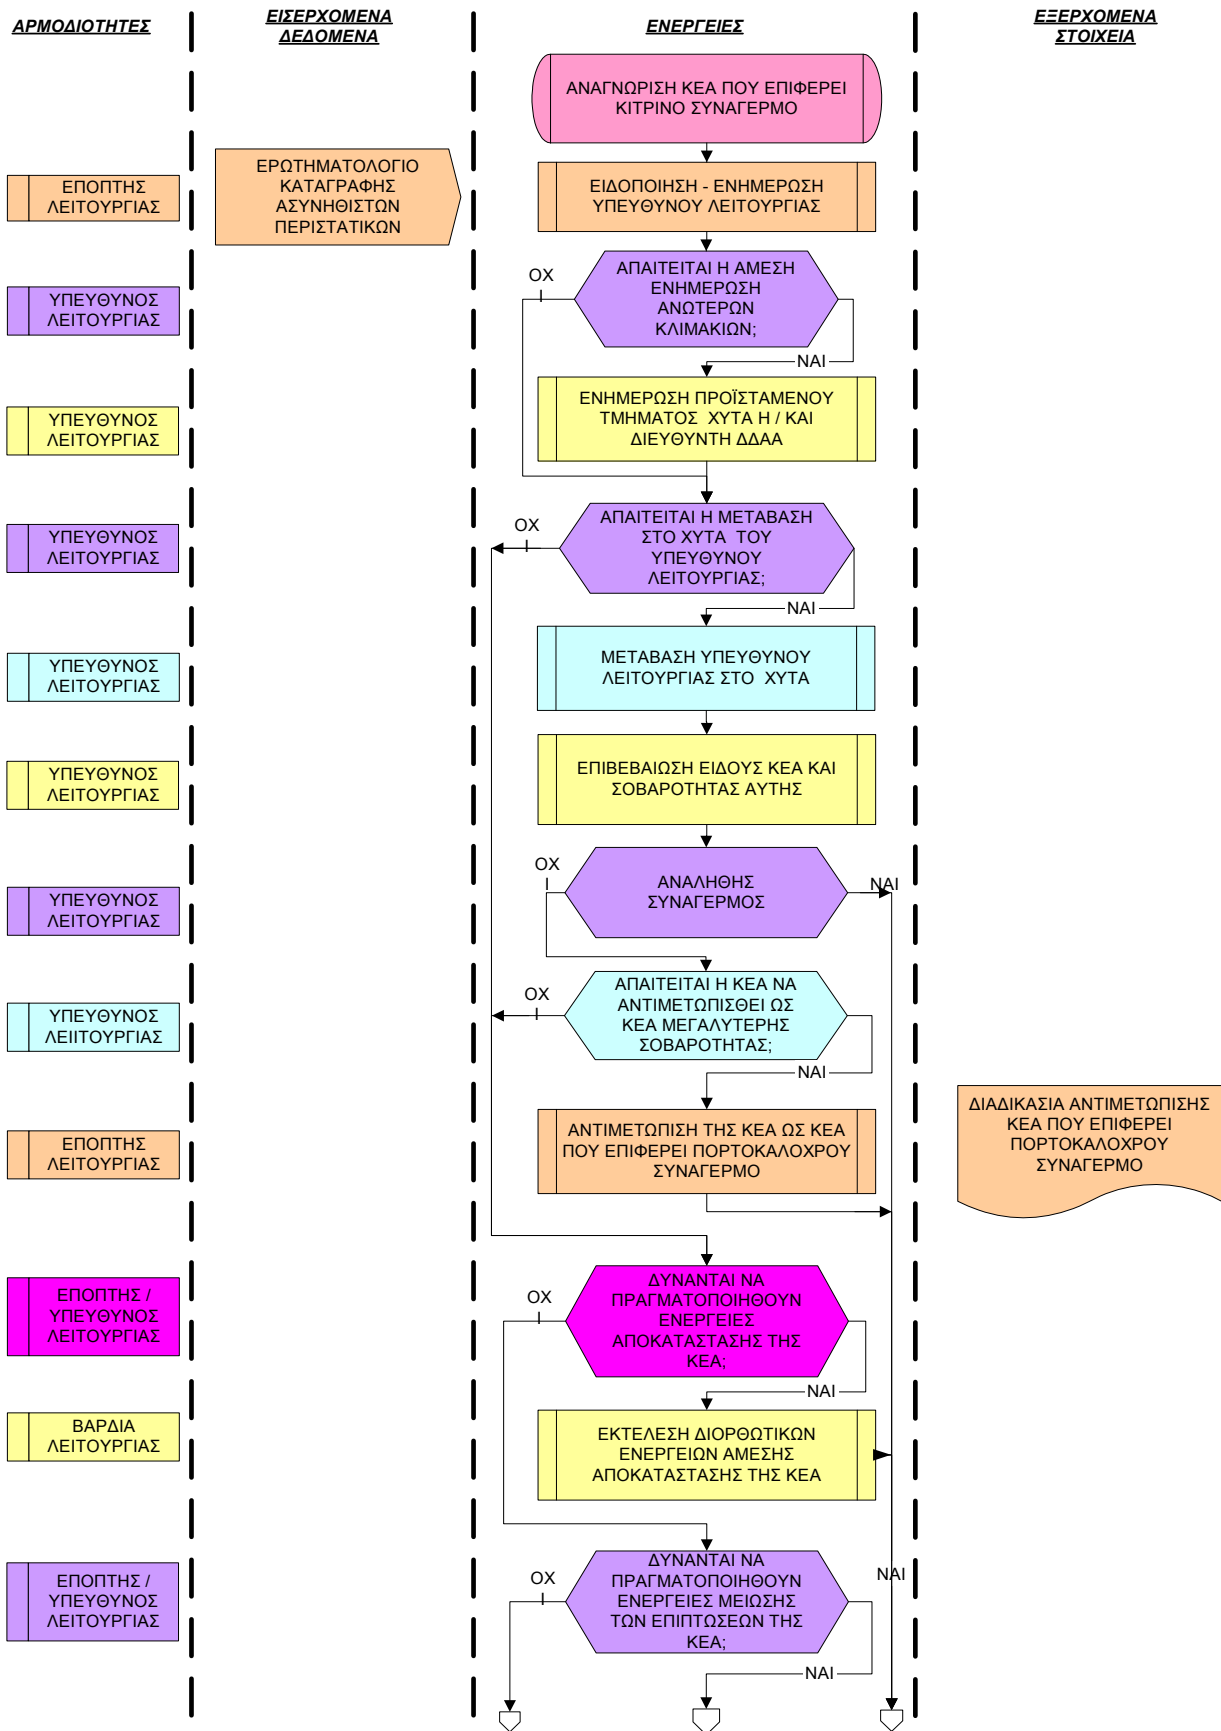 ΑΡΜΟΔΙΟΤΗΤΕΣ
ΕΙΣΕΡΧΟΜΕΝΑ
ΔΕΔΟΜΕΝΑ
ΕΝΕΡΓΕΙΕΣ
ΕΞΕΡΧΟΜΕΝΑ
ΣΤΟΙΧΕΙΑ
ΑΝΑΓΝΩΡΙΣΗ ΚΕΑ ΠΟΥ ΕΠΙΦΕΡΕΙ
ΚΙΤΡΙΝΟ ΣΥΝΑΓΕΡΜΟ
ΕΠΟΠΤΗΣ
ΛΕΙΤΟΥΡΓΙΑΣ
ΕΡΩΤΗΜΑΤΟΛΟΓΙΟ
ΚΑΤΑΓΡΑΦΗΣ
ΑΣΥΝΗΘΙΣΤΩΝ
ΠΕΡΙΣΤΑΤΙΚΩΝ
ΕΙΔΟΠΟΙΗΣΗ - ΕΝΗΜΕΡΩΣΗ
ΥΠΕΥΘΥΝΟΥ ΛΕΙΤΟΥΡΓΙΑΣ
ΥΠΕΥΘΥΝΟΣ
ΛΕΙΤΟΥΡΓΙΑΣ
ΟΧ
Ι
ΑΠΑΙΤΕΙΤΑΙ Η ΑΜΕΣΗ
ΕΝΗΜΕΡΩΣΗ
ΑΝΩΤΕΡΩΝ
ΚΛΙΜΑΚΙΩΝ;
ΝΑΙ
ΥΠΕΥΘΥΝΟΣ
ΛΕΙΤΟΥΡΓΙΑΣ
ΕΝΗΜΕΡΩΣΗ ΠΡΟΪΣΤΑΜΕΝΟΥ
ΤΜΗΜΑΤΟΣ  ΧΥΤΑ Η / ΚΑΙ
ΔΙΕΥΘΥΝΤΗ ΔΔΑΑ
ΥΠΕΥΘΥΝΟΣ
ΛΕΙΤΟΥΡΓΙΑΣ
ΟΧ
Ι
ΑΠΑΙΤΕΙΤΑΙ Η ΜΕΤΑΒΑΣΗ
ΣΤΟ ΧΥΤΑ  ΤΟΥ
ΥΠΕΥΘΥΝΟΥ
ΛΕΙΤΟΥΡΓΙΑΣ;
ΝΑΙ
ΥΠΕΥΘΥΝΟΣ
ΛΕΙΤΟΥΡΓΙΑΣ
ΜΕΤΑΒΑΣΗ ΥΠΕΥΘΥΝΟΥ
ΛΕΙΤΟΥΡΓΙΑΣ ΣΤΟ  ΧΥΤΑ
ΥΠΕΥΘΥΝΟΣ
ΛΕΙΤΟΥΡΓΙΑΣ
ΕΠΙΒΕΒΑΙΩΣΗ ΕΙΔΟΥΣ ΚΕΑ ΚΑΙ
ΣΟΒΑΡΟΤΗΤΑΣ ΑΥΤΗΣ
ΥΠΕΥΘΥΝΟΣ
ΛΕΙΤΟΥΡΓΙΑΣ
ΟΧ
Ι
ΑΝΑΛΗΘΗΣ
ΣΥΝΑΓΕΡΜΟΣ
ΝΑΙ
ΥΠΕΥΘΥΝΟΣ
ΛΕΙΙΤΟΥΡΓΙΑΣ
ΟΧ
Ι
ΑΠΑΙΤΕΙΤΑΙ Η ΚΕΑ ΝΑ
ΑΝΤΙΜΕΤΩΠΙΣΘΕΙ ΩΣ
ΚΕΑ ΜΕΓΑΛΥΤΕΡΗΣ
ΣΟΒΑΡΟΤΗΤΑΣ;
ΝΑΙ
ΕΠΟΠΤΗΣ
ΛΕΙΤΟΥΡΓΙΑΣ
ΑΝΤΙΜΕΤΩΠΙΣΗ ΤΗΣ ΚΕΑ ΩΣ ΚΕΑ
ΠΟΥ ΕΠΙΦΕΡΕΙ ΠΟΡΤΟΚΑΛΟΧΡΟΥ
ΣΥΝΑΓΕΡΜΟ
ΔΙΑΔΙΚΑΣΙΑ ΑΝΤΙΜΕΤΩΠΙΣΗΣ
ΚΕΑ ΠΟΥ ΕΠΙΦΕΡΕΙ
ΠΟΡΤΟΚΑΛΟΧΡΟΥ
ΣΥΝΑΓΕΡΜΟ
ΕΠΟΠΤΗΣ /
ΥΠΕΥΘΥΝΟΣ
ΛΕΙΤΟΥΡΓΙΑΣ
ΟΧ
Ι
ΔΥΝΑΝΤΑΙ ΝΑ
ΠΡΑΓΜΑΤΟΠΟΙΗΘΟΥΝ
ΕΝΕΡΓΕΙΕΣ
ΑΠΟΚΑΤΑΣΤΑΣΗΣ ΤΗΣ
ΚΕΑ;
ΝΑΙ
ΒΑΡΔΙΑ
ΛΕΙΤΟΥΡΓΙΑΣ
ΕΚΤΕΛΕΣΗ ΔΙΟΡΘΩΤΙΚΩΝ
ΕΝΕΡΓΕΙΩΝ ΑΜΕΣΗΣ
ΑΠΟΚΑΤΑΣΤΑΣΗΣ ΤΗΣ ΚΕΑ
ΕΠΟΠΤΗΣ /
ΥΠΕΥΘΥΝΟΣ
ΛΕΙΤΟΥΡΓΙΑΣ
ΟΧ
Ι
ΔΥΝΑΝΤΑΙ ΝΑ
ΠΡΑΓΜΑΤΟΠΟΙΗΘΟΥΝ
ΕΝΕΡΓΕΙΕΣ ΜΕΙΩΣΗΣ
ΤΩΝ ΕΠΙΠΤΩΣΕΩΝ ΤΗΣ
ΚΕΑ;
ΝΑΙ
ΝΑΙ